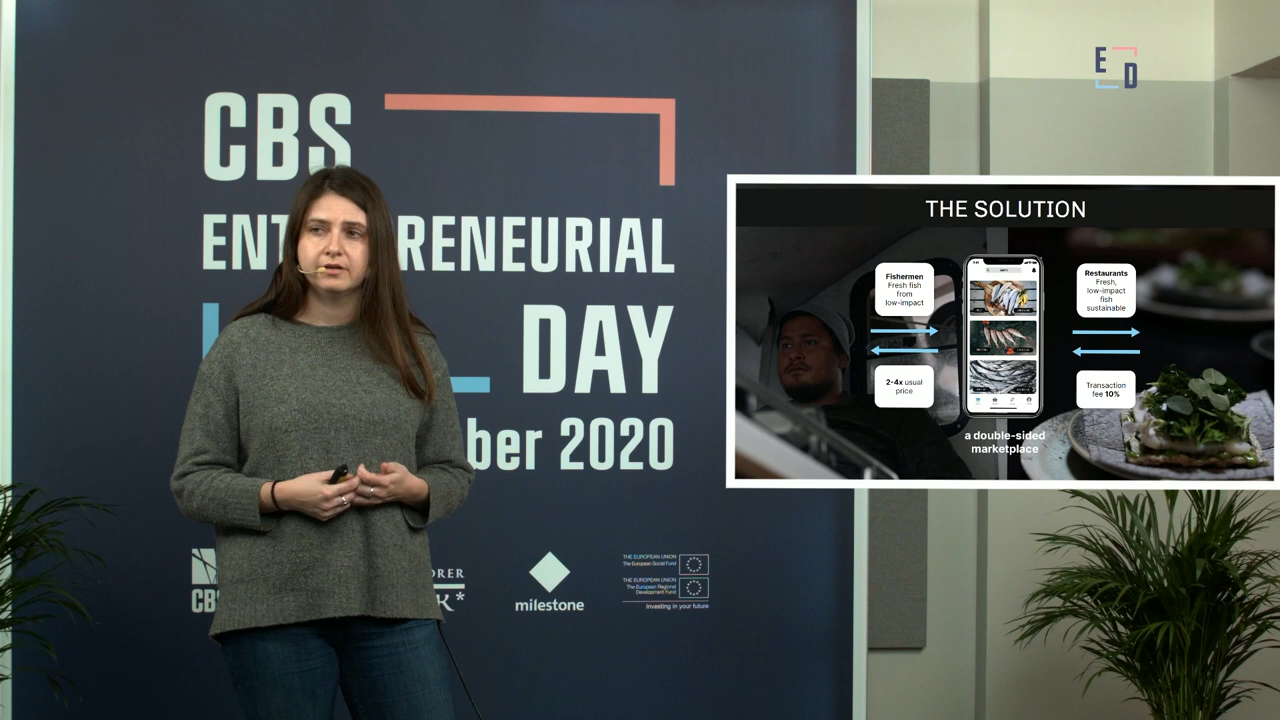 CBS
ENT RENEURIAL
DAY
ber 2020
CBS
ORER
K*
milestone
THE EUROPEAN UNION
The European Social Fund
THE EUROPEAN UNION
The European Regional
Development Fund
Investing in your future
E
D
THE SOLUTION
Fishermen
Fresh fish
from
low-impact
2-4x usual
price
a double-sided
marketplace
Restaurants
Fresh,
low-impact
fish
sustainable
Transaction
fee 10%